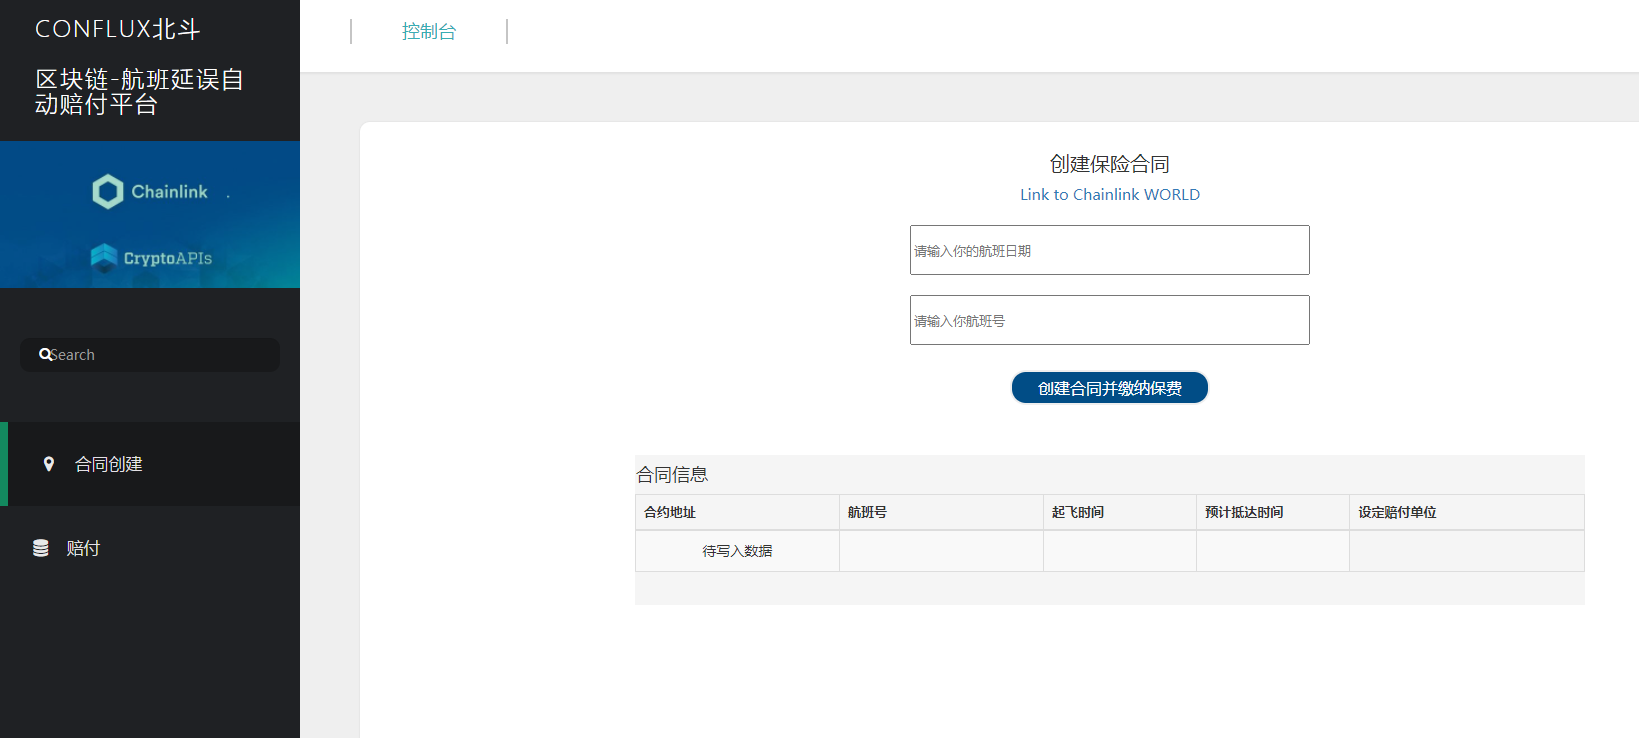 CONFLUX北斗
区块链-航班延误自
动赔付平台
Chainlink
CryptoAPIs
Search
合同创建
赔付
控制台
创建保险合同
Link to Chainlink WORLD
请输入你的航班日期
请输入你航班号
创建合同并缴纳保费
合同信息
合约地址 航班号 起飞时间 预计抵达时间 设定赔付单位
待写入数据